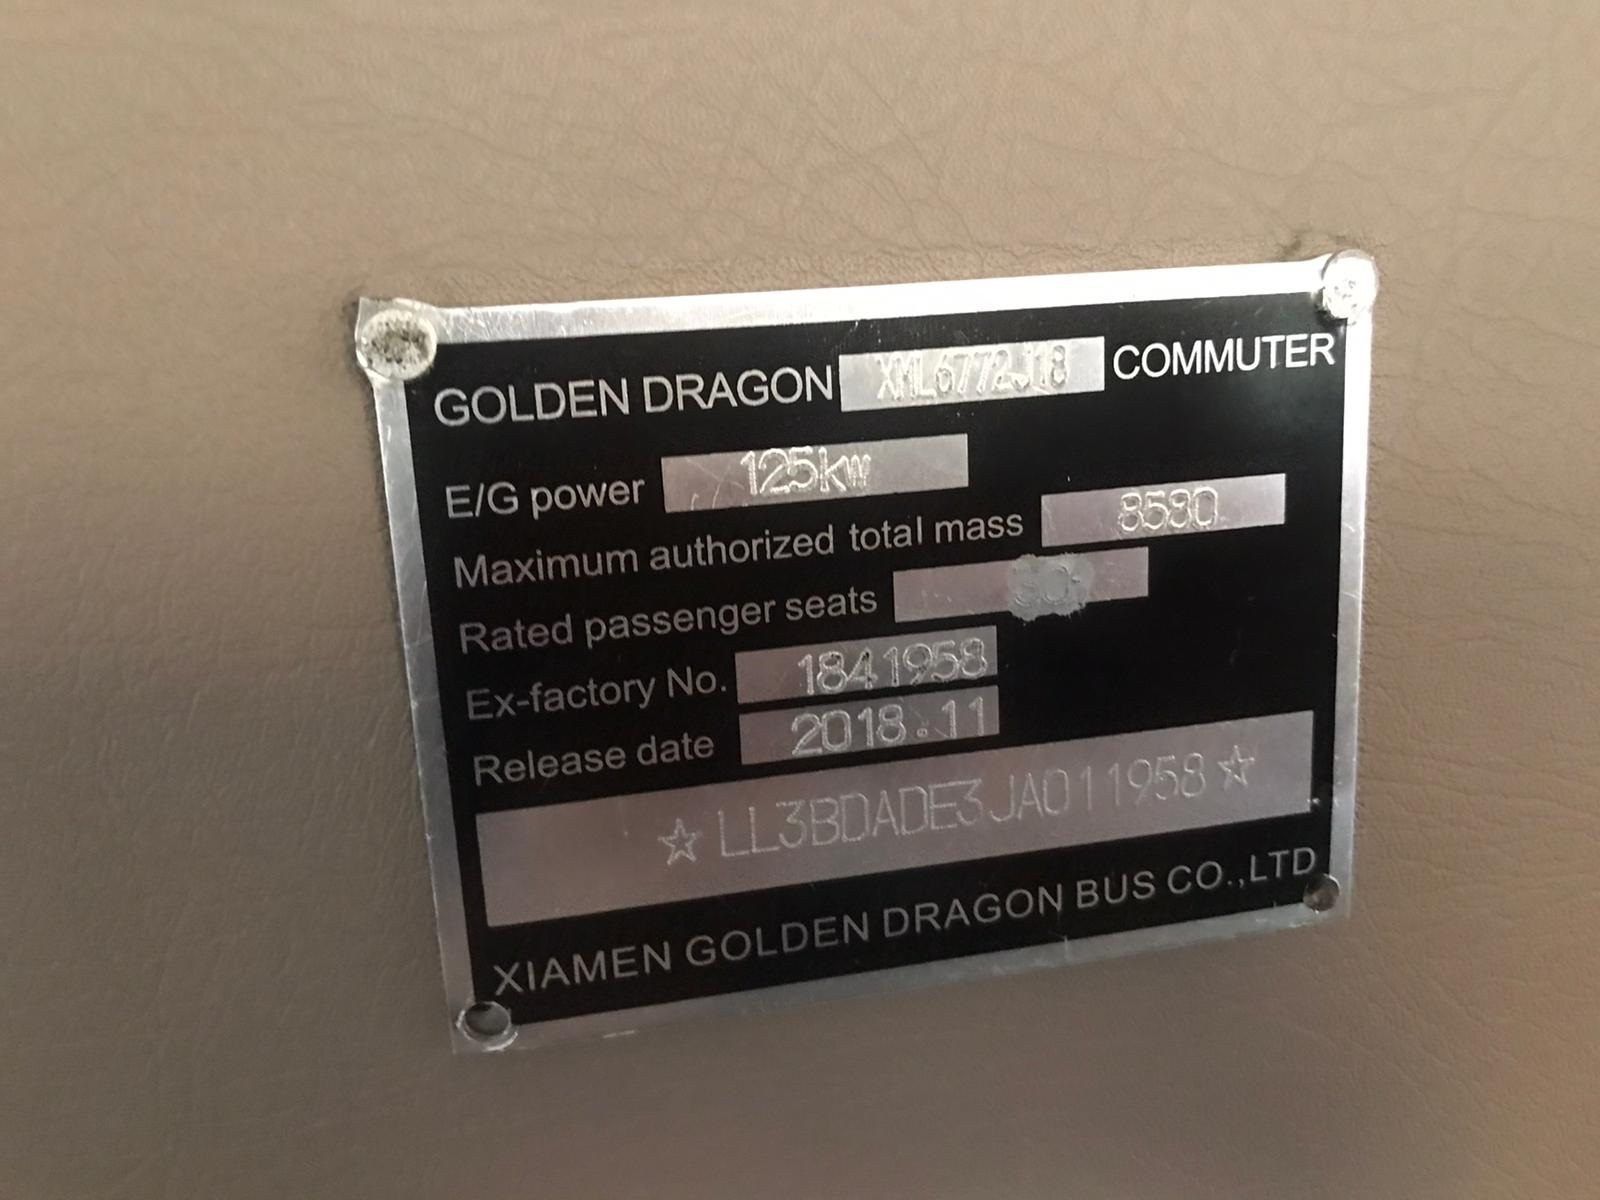 GOLDEN DRAGON XML6772J18 COMMUTER
E/G power 125kw
Maximum authorized total mass 8580
Rated passenger seats
Ex-factory No. 1841958
Release date 2018.11
☆LL3BDADE3JA011958☆
XIAMEN GOLDEN DRAGON BUS CO.,LTD